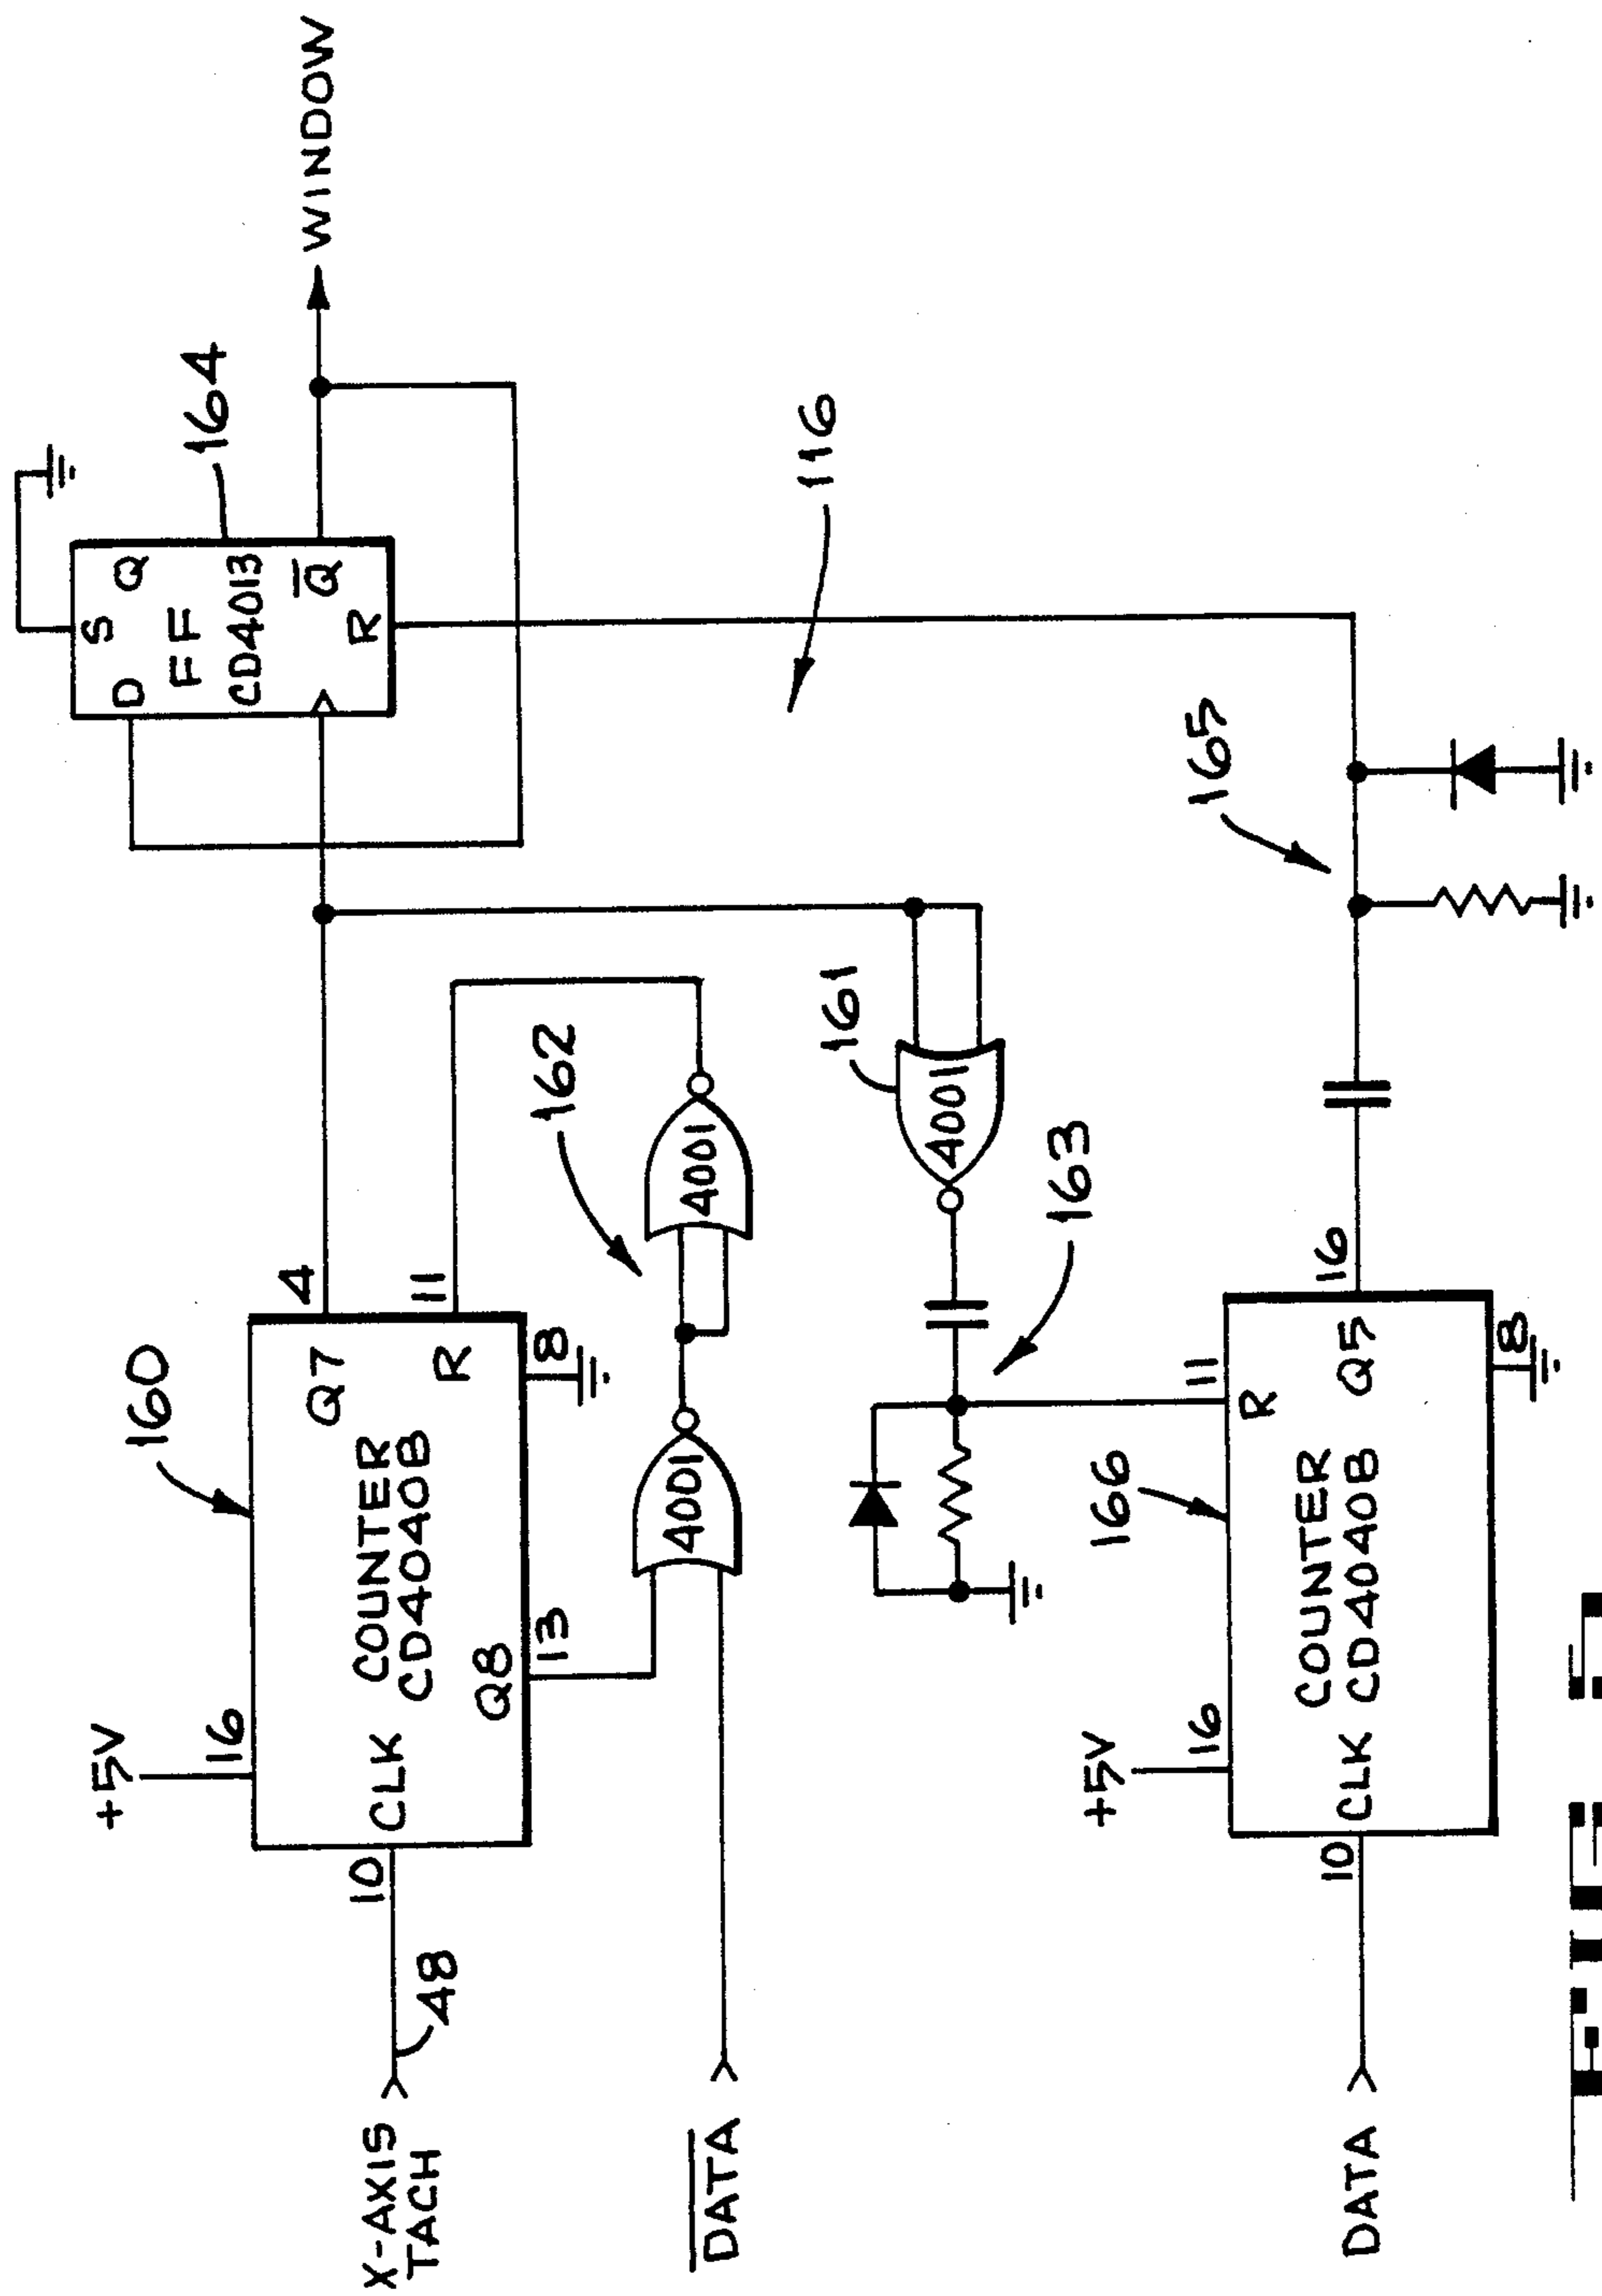 +5V
16
160
Q7
4
COUNTER
CD4040B
CLK
10
X-AXIS
TACH
48
Q8
13
R
11
8
S
D
Q
FF
CD4013
Q
R
164
WINDOW
DATA
4001
4001
162
4001
161
163
116
165
+5V
16
166
R
11
COUNTER
CD4040B
CLK
10
DATA
Q5
16
8